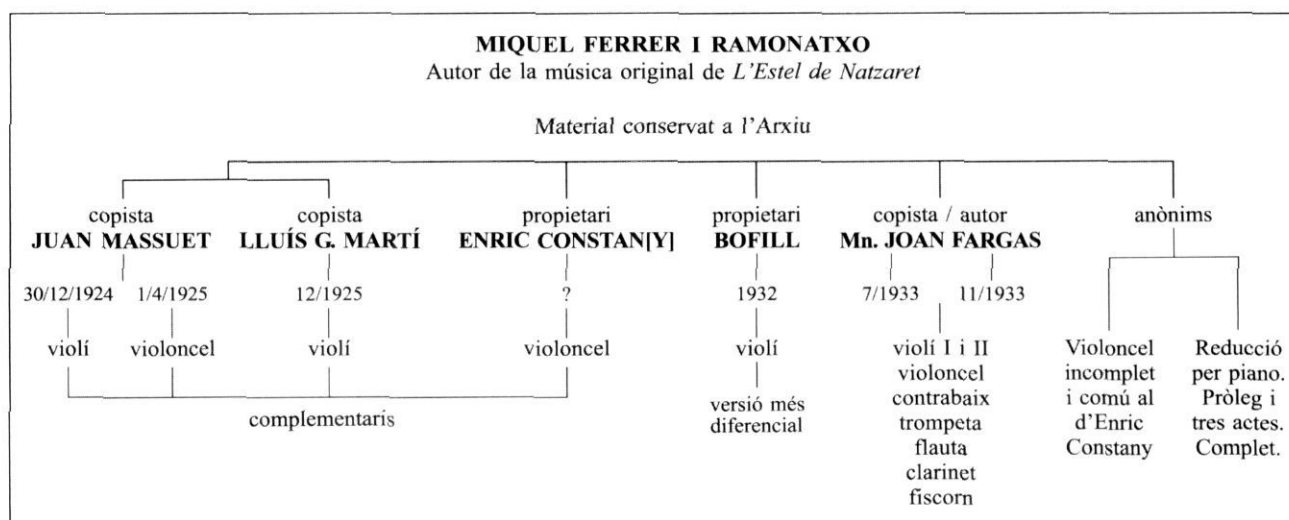 MIQUEL FERRER I RAMONATXO
Autor de la música original de L'Estel de Natzaret
Material conservat a l'Arxiu
copista
JUAN MASSUET
copista
LLUÍS G. MARTÍ
propietari
ENRIC CONSTAN[Y]
propietari
BOFILL
copista / autor
Mn. JOAN FARGAS
anònims
30/12/1924
1/4/1925
12/1925
?
1932
7/1933
11/1933
violí
violoncel
violí
violoncel
complementaris
violí
versió més
diferencial
violí I i II
violoncel
contrabaix
trompeta
flauta
clarinet
fiscorn
Violoncel
incomplet
i comú al
d'Enric
Constany
Reducció
per piano.
Pròleg i
tres actes.
Complet.